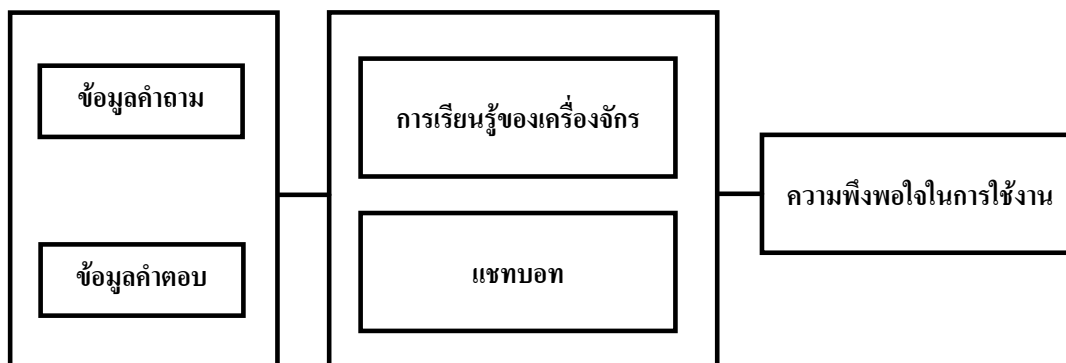 ข้อมูลคำถาม
ข้อมูลคำตอบ
การเรียนรู้ของเครื่องจักร
แชทบอท
ความพึงพอใจในการใช้งาน